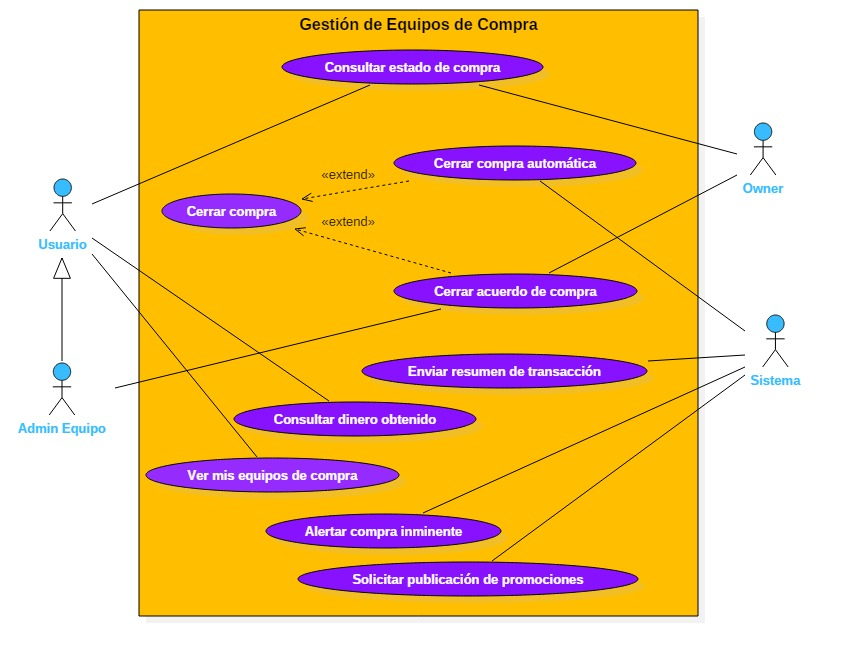 Gestión de Equipos de Compra
Consultar estado de compra
Cerrar compra automática
«extend»
Owner
Cerrar compra
«extend»
Usuario
Cerrar acuerdo de compra
Enviar resumen de transacción
Sistema
Consultar dinero obtenido
Admin Equipo
Ver mis equipos de compra
Alertar compra inminente
Solicitar publicación de promociones